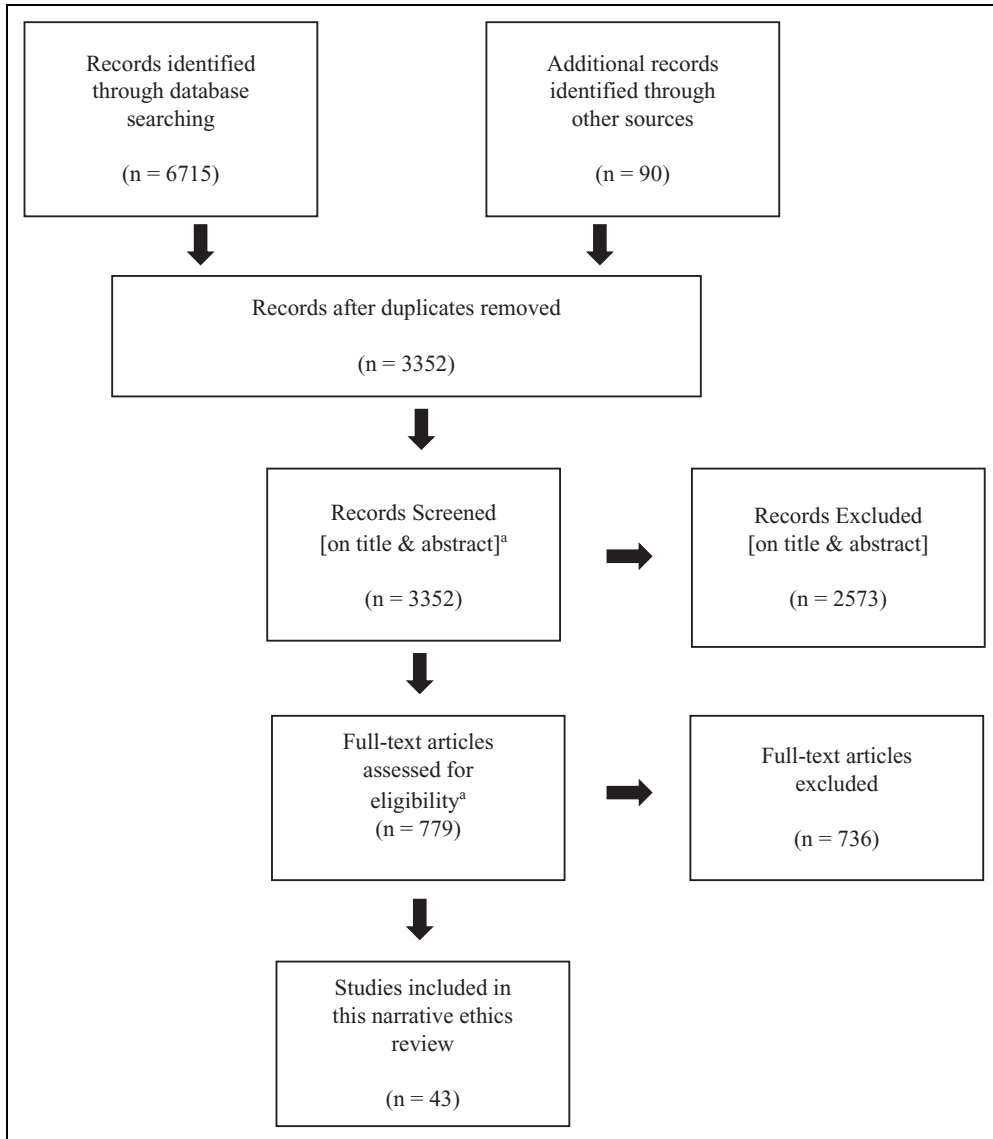 Records identified
through database
searching
(n = 6715)
Additional records
identified through
other sources
(n = 90)
Records after duplicates removed
(n = 3352)
Records Screened
[on title & abstract]ᵃ
(n = 3352)
Records Excluded
[on title & abstract]
(n = 2573)
Full-text articles
assessed for
eligibilityᵃ
(n = 779)
Full-text articles
excluded
(n = 736)
Studies included in
this narrative ethics
review
(n = 43)